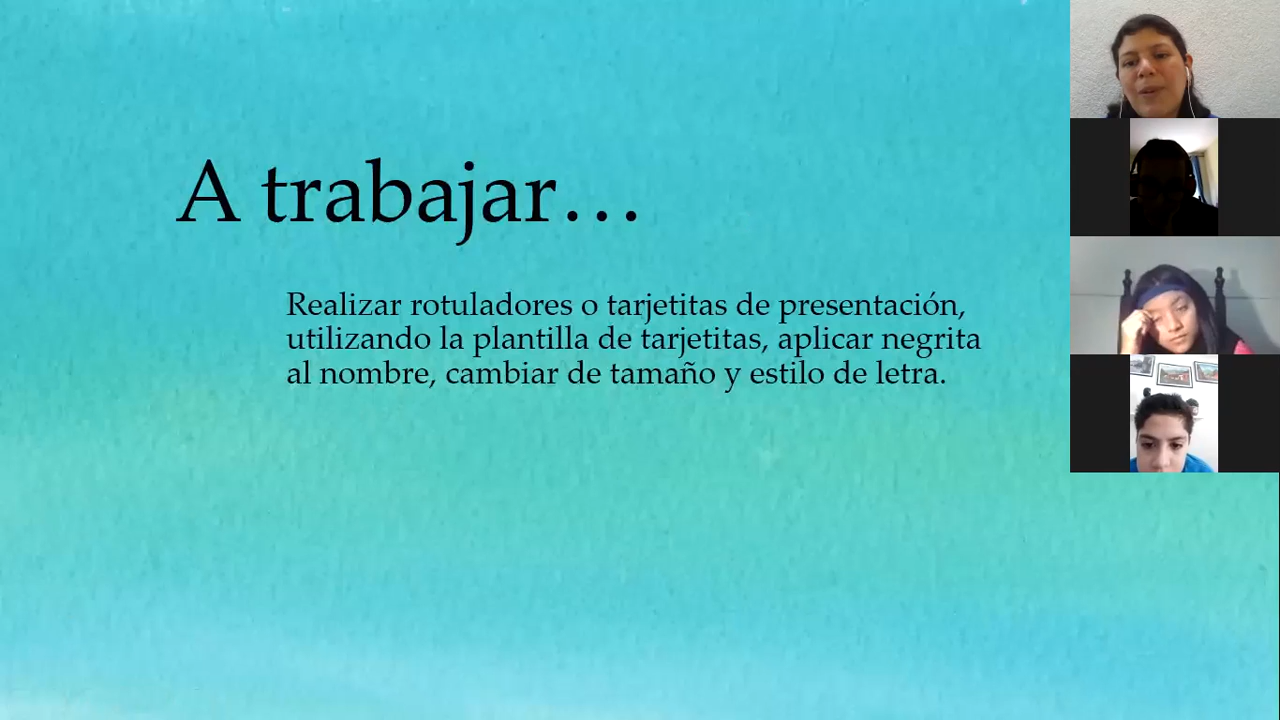 A trabajar…
Realizar rotuladores o tarjetitas de presentación,
utilizando la plantilla de tarjetitas, aplicar negrita
al nombre, cambiar de tamaño y estilo de letra.